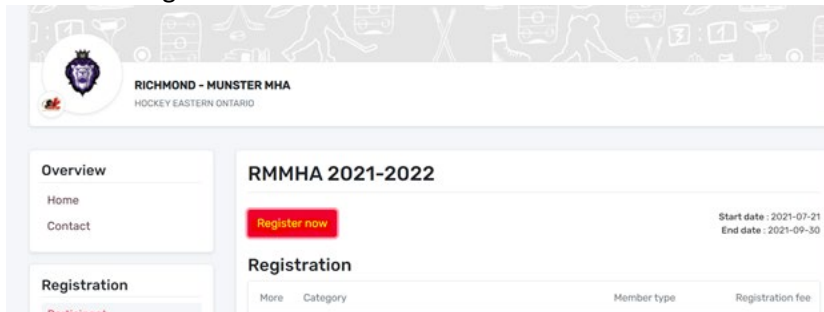 RICHMOND - MUNSTER MHA
HOCKEY EASTERN ONTARIO
Overview
Home
Contact
Registration
RMMHA 2021-2022
Register now
Start date : 2021-07-21
End date : 2021-09-30
Registration
More Category Member type Registration fee